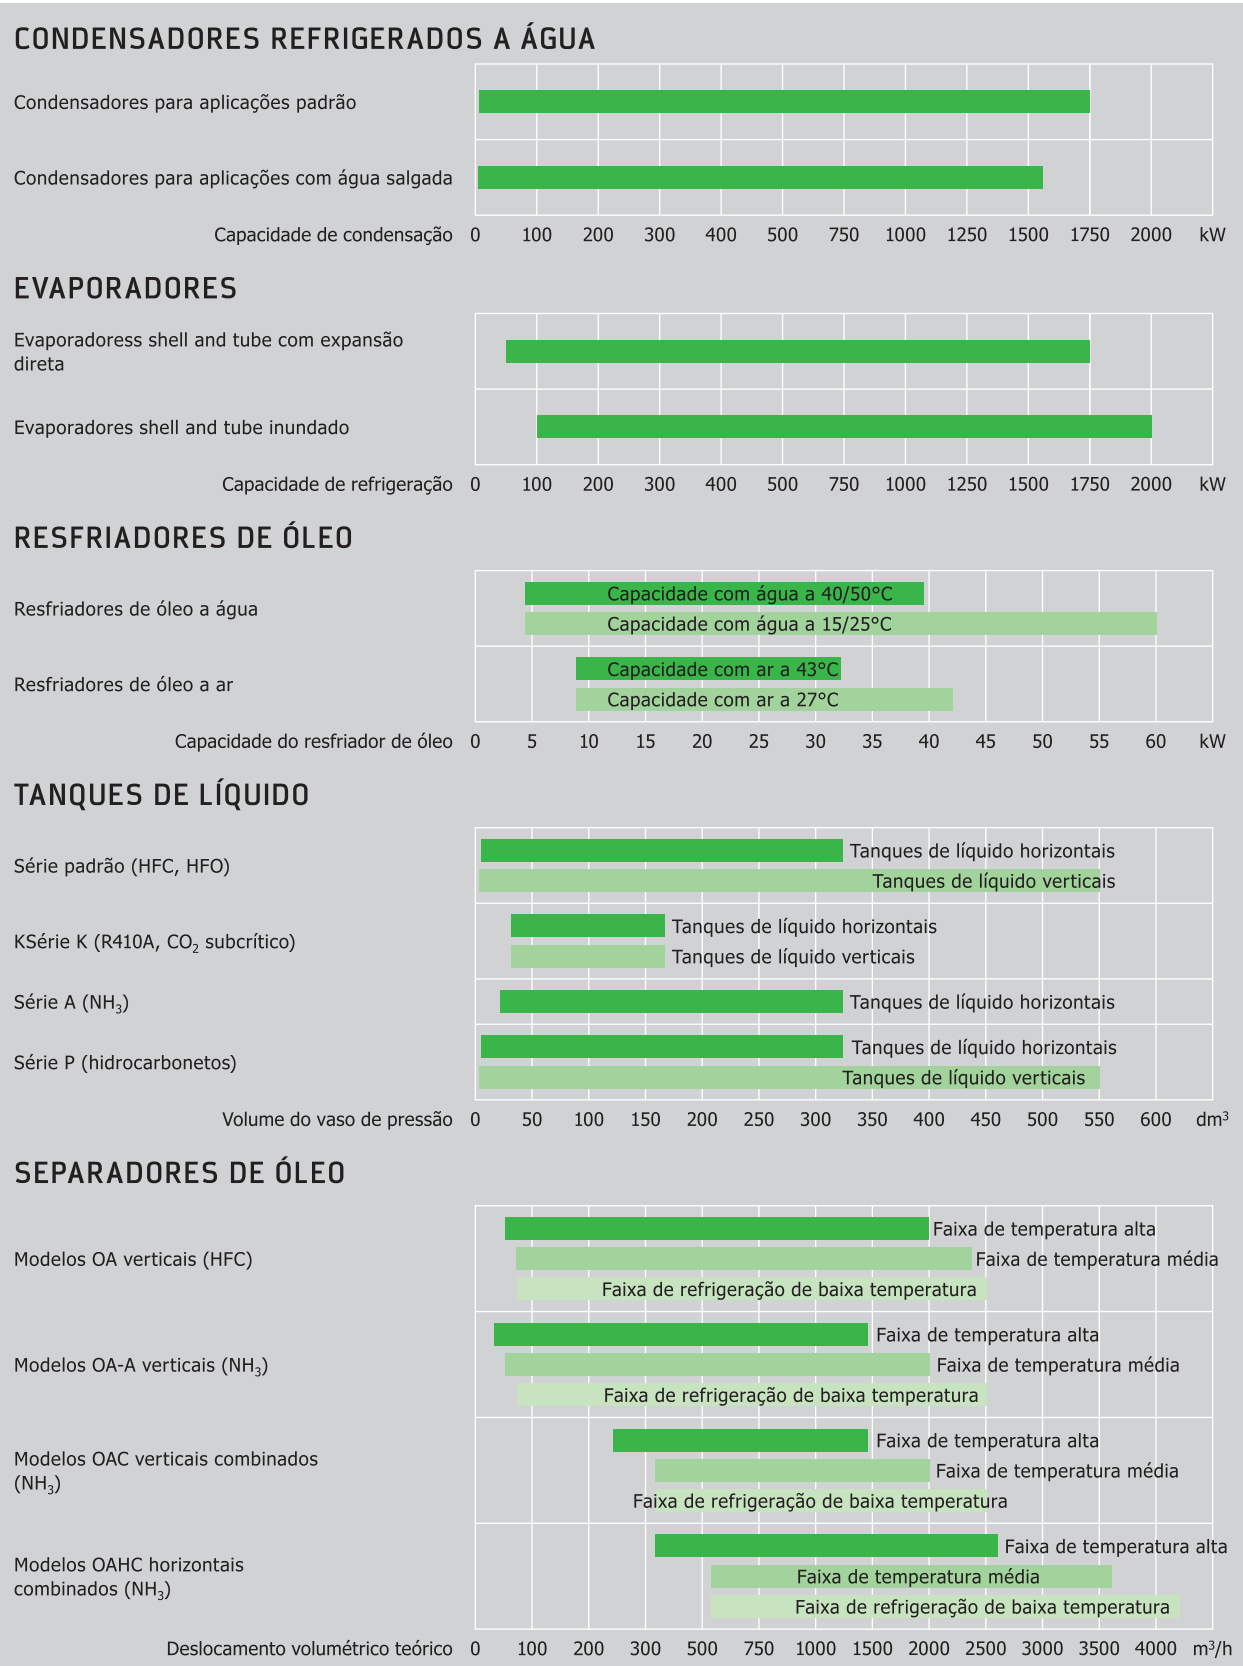 CONDENSADORES REFRIGERADOS A ÁGUA
Condensadores para aplicações padrão
Condensadores para aplicações com água salgada
Capacidade de condensação 0 100 200 300 400 500 750 1000 1250 1500 1750 2000 kW
EVAPORADORES
Evaporadoress shell and tube com expansão
direta
Evaporadores shell and tube inundado
Capacidade de refrigeração 0 100 200 300 400 500 750 1000 1250 1500 1750 2000 kW
RESFRIADORES DE ÓLEO
Capacidade com água a 40/50°C
Resfriadores de óleo a água
Capacidade com água a 15/25°C
Capacidade com ar a 43°C
Resfriadores de óleo a ar
Capacidade com ar a 27°C
Capacidade do resfriador de óleo 0 5 10 15 20 25 30 35 40 45 50 55 60 kW
TANQUES DE LÍQUIDO
Tanques de líquido horizontais
Série padrão (HFC, HFO)
Tanques de líquido verticais
Tanques de líquido horizontais
KSérie K (R410A, CO₂ subcrítico)
Tanques de líquido verticais
Série A (NH₃) Tanques de líquido horizontais
Tanques de líquido horizontais
Série P (hidrocarbonetos)
Tanques de líquido verticais
Volume do vaso de pressão 0 50 100 150 200 250 300 350 400 450 500 550 600 dm³
SEPARADORES DE ÓLEO
Faixa de temperatura alta
Modelos OA verticais (HFC) Faixa de temperatura média
Faixa de refrigeração de baixa temperatura
Faixa de temperatura alta
Modelos OA-A verticais (NH₃) Faixa de temperatura média
Faixa de refrigeração de baixa temperatura
Faixa de temperatura alta
Modelos OAC verticais combinados
Faixa de temperatura média
(NH₃)
Faixa de refrigeração de baixa temperatura
Faixa de temperatura alta
Modelos OAHC horizontais
Faixa de temperatura média
combinados (NH₃)
Faixa de refrigeração de baixa temperatura
Deslocamento volumétrico teórico 0 100 200 300 500 750 1000 1500 2000 2500 3000 3500 4000 m³/h